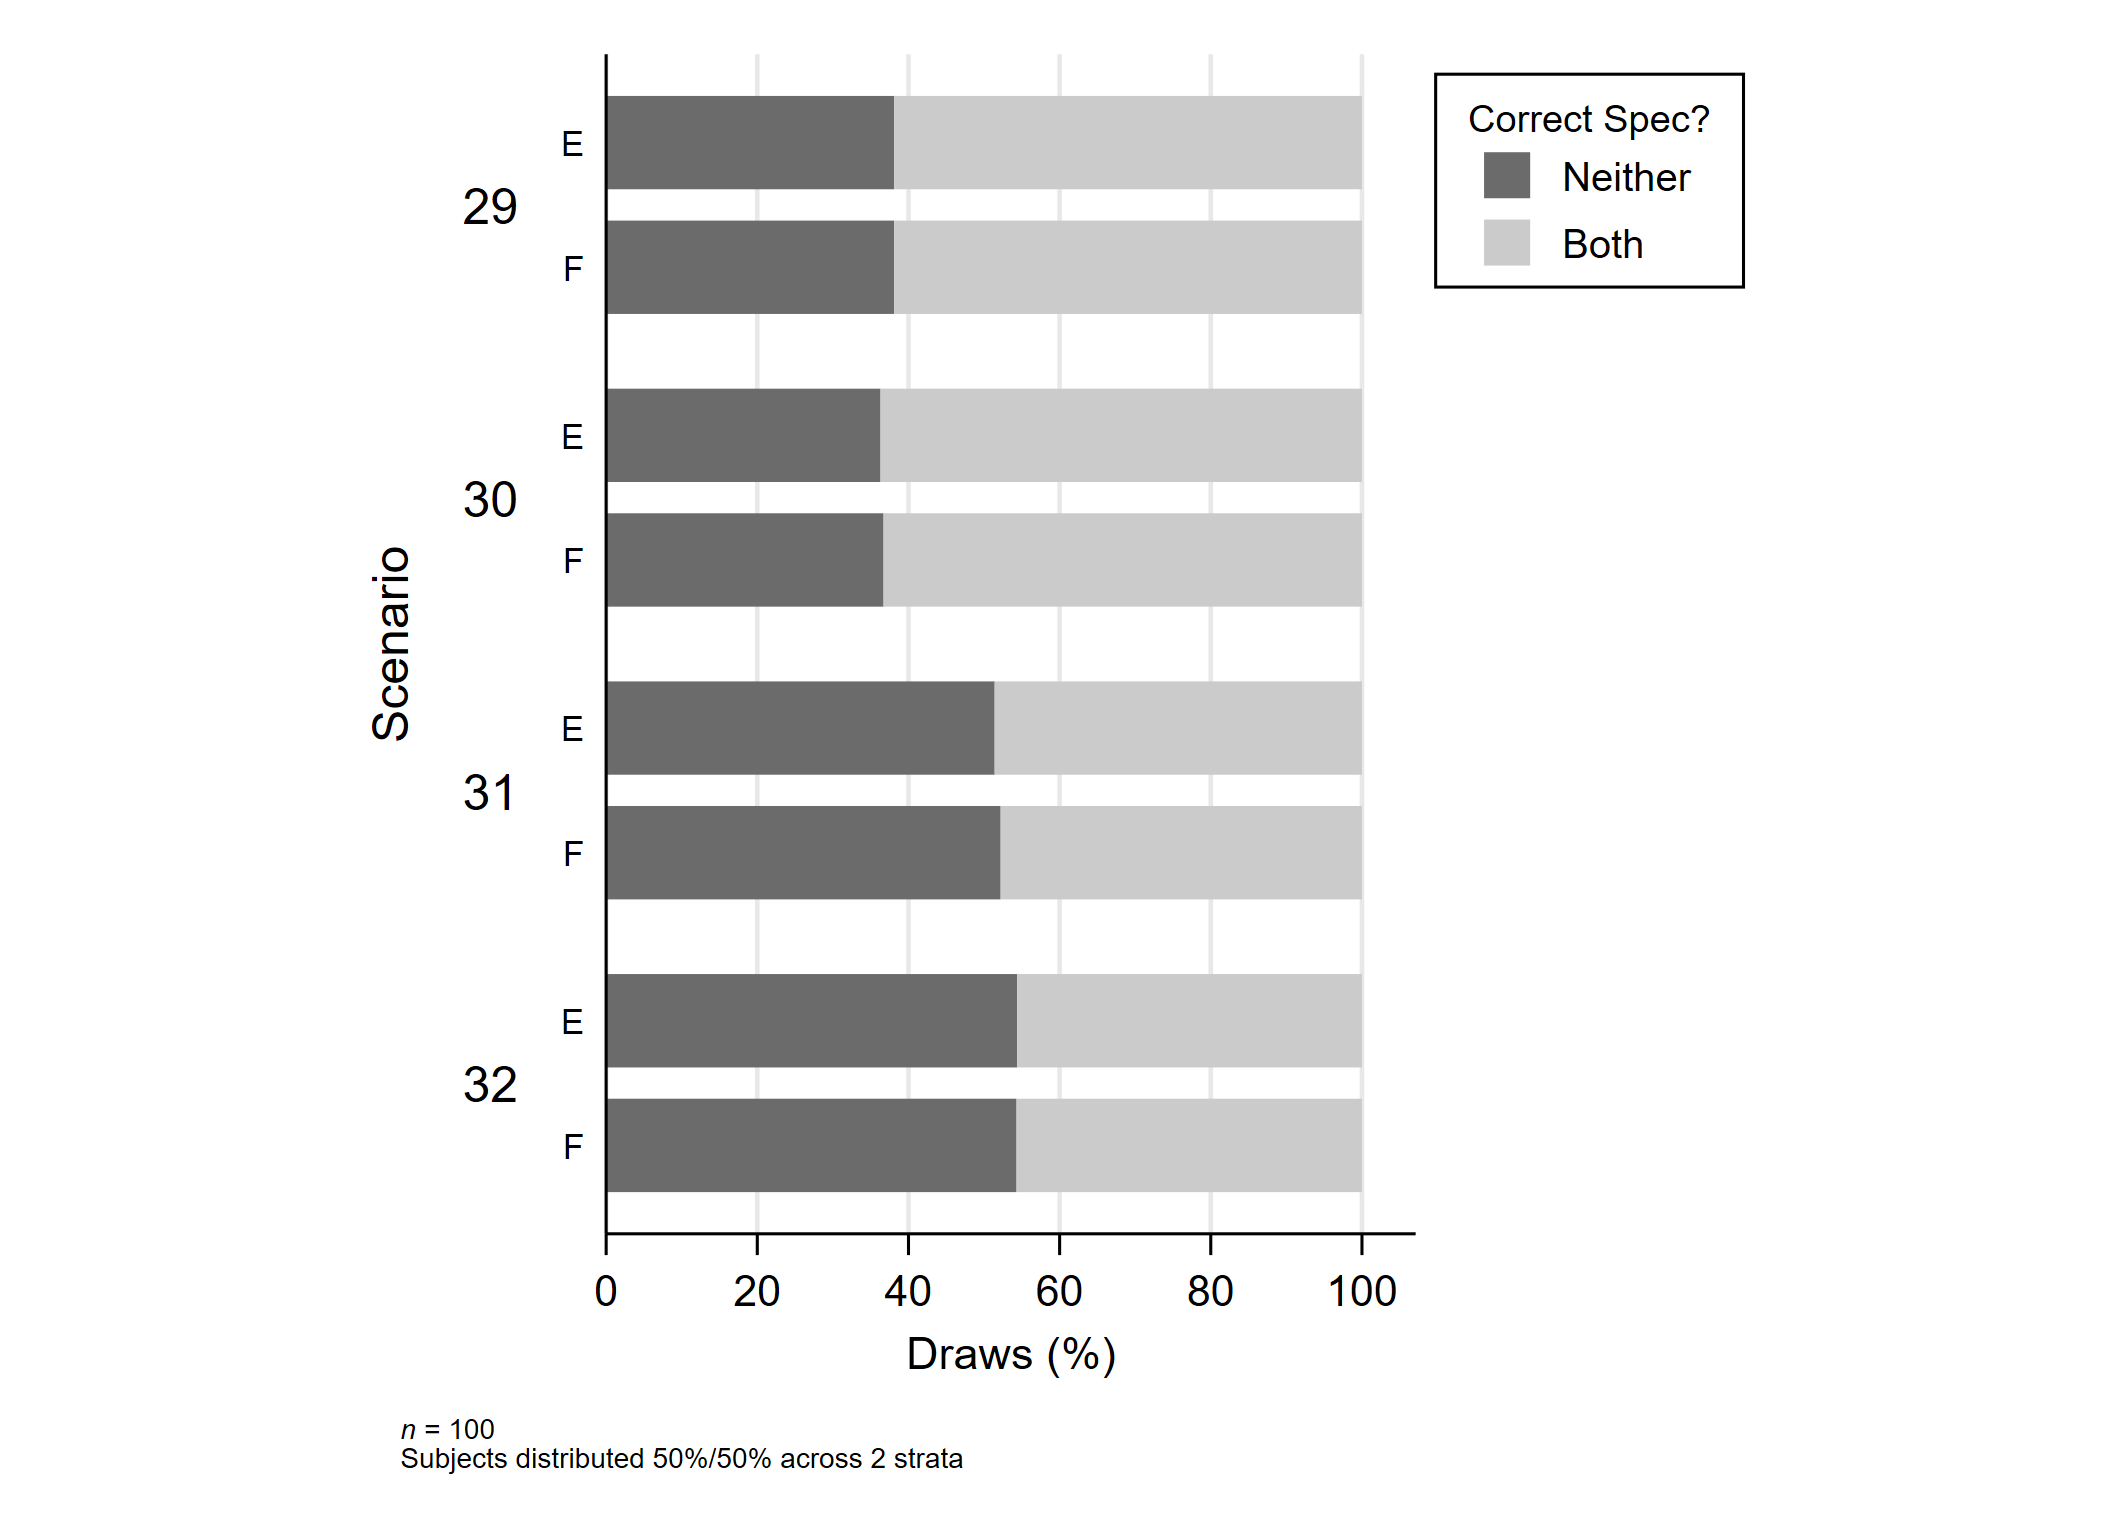 Correct Spec?
Neither
Both
Scenario
29
E
F
30
E
F
31
E
F
32
E
F
0 20 40 60 80 100
Draws (%)
n = 100
Subjects distributed 50%/50% across 2 strata